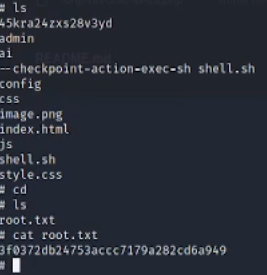 # ls
45kra24zxs28v3yd
admin
ai
--checkpoint-action-exec-sh shell.sh
config
css
image.png
index.html
js
shell.sh
style.css
# cd
# ls
root.txt
# cat root.txt
3f0372db24753accc7179a282cd6a949
#